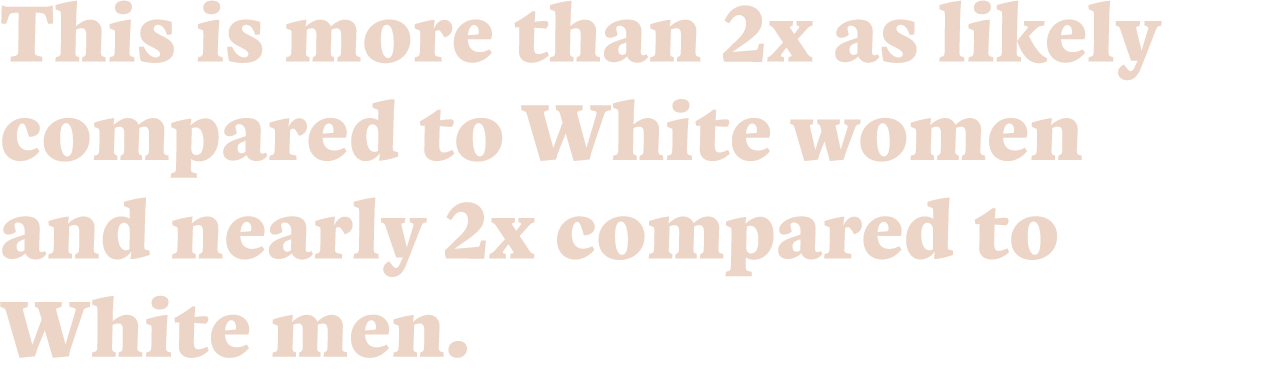 This is more than 2x as likely
compared to White women
and nearly 2x compared to
White men.